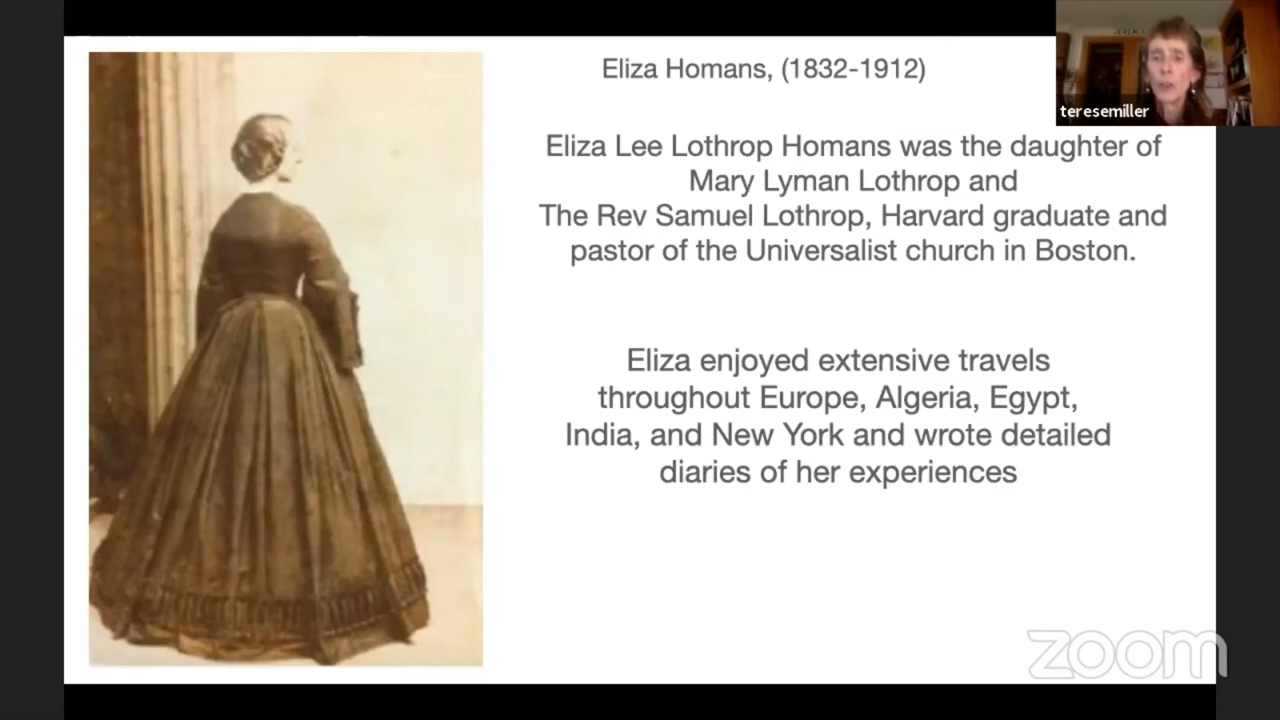 Eliza Homans, (1832-1912)
Eliza Lee Lothrop Homans was the daughter of
Mary Lyman Lothrop and
The Rev Samuel Lothrop, Harvard graduate and
pastor of the Universalist church in Boston.
Eliza enjoyed extensive travels
throughout Europe, Algeria, Egypt,
India, and New York and wrote detailed
diaries of her experiences
teresemiller
zoom